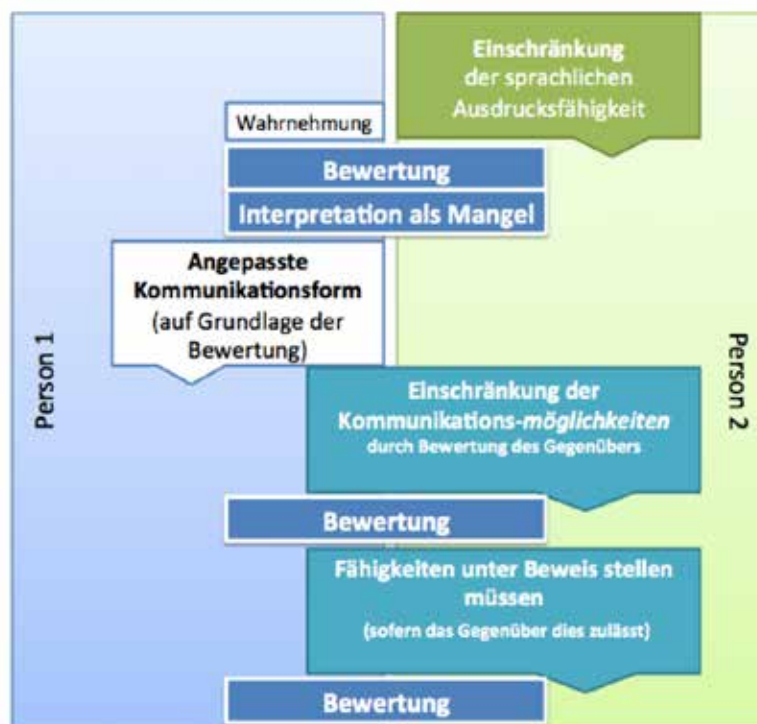 Einschränkung
der sprachlichen
Ausdrucksfähigkeit
Wahrnehmung
Bewertung
Interpretation als Mangel
Angepasste
Kommunikationsform
(auf Grundlage der
Bewertung)
Person 1
Person 2
Einschränkung der
Kommunikations-möglichkeiten
durch Bewertung des Gegenübers
Bewertung
Fähigkeiten unter Beweis stellen
müssen
(sofern das Gegenüber dies zulässt)
Bewertung